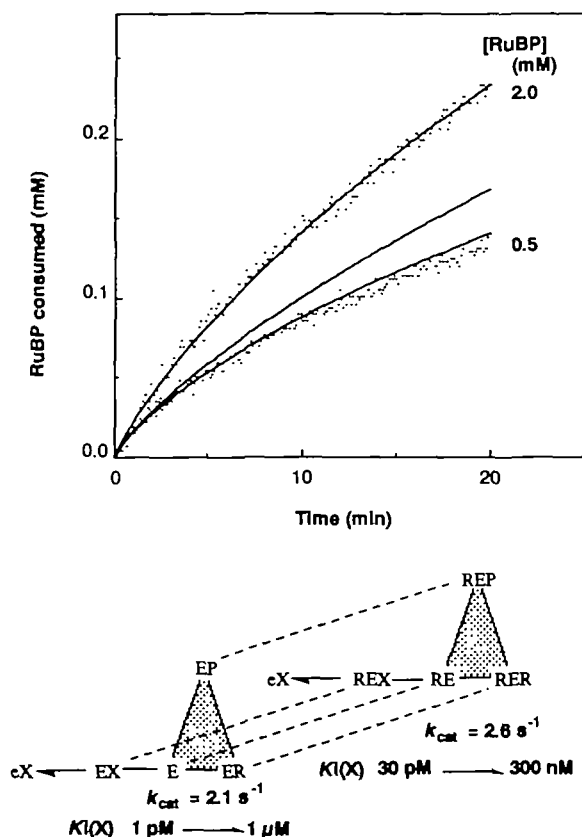 [RuBP]
(mM)
2.0
0.5
0.2
0.1
0.0
RuBP consumed (mM)
0
10
20
Time (min)
REP
EP
eX REX RE RER
k_cat = 2.6 s⁻¹
eX EX E ER
KI(X) 30 pM → 300 nM
k_cat = 2.1 s⁻¹
KI(X) 1 pM → 1 µM